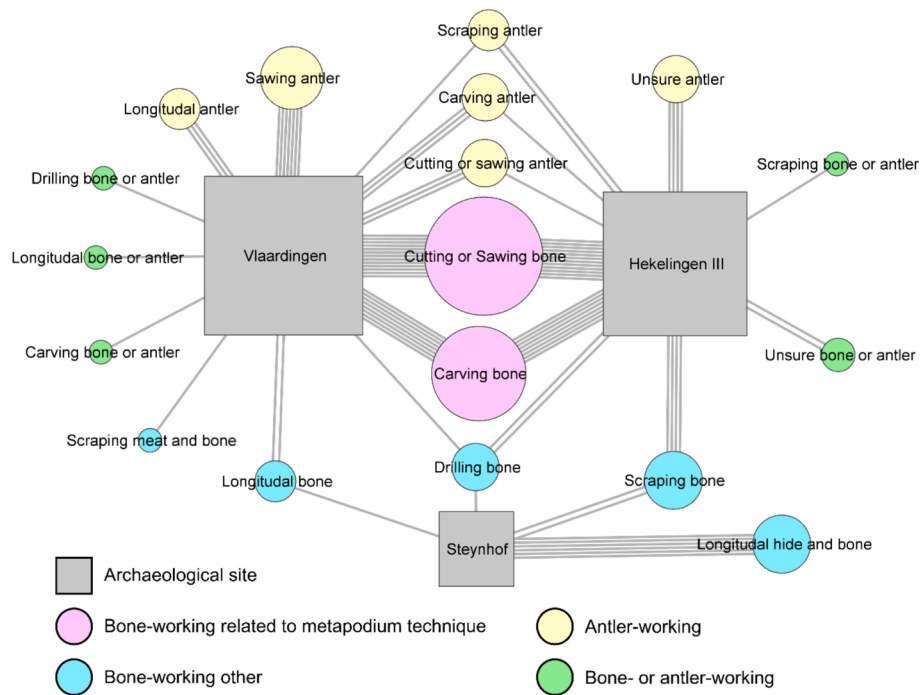 Scraping antler
Sawing antler
Unsure antler
Carving antler
Longitudal antler
Cutting or sawing antler
Scraping bone or antler
Drilling bone or antler
Vlaardingen
Cutting or Sawing bone
Hekelingen III
Longitudal bone or antler
Carving bone or antler
Unsure bone or antler
Carving bone
Scraping meat and bone
Drilling bone
Longitudal bone
Scraping bone
Steynhof
Longitudal hide and bone
Archaeological site
Bone-working related to metapodium technique
Antler-working
Bone-working other
Bone- or antler-working